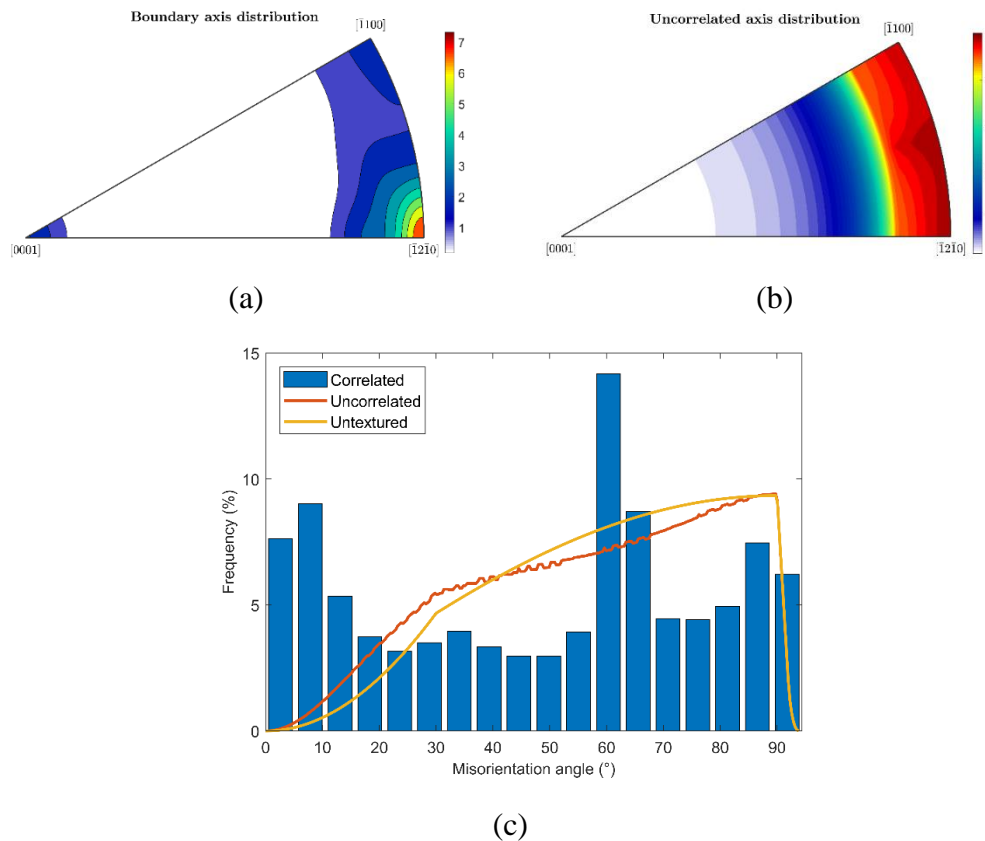 Boundary axis distribution
[1̄100]
7
6
5
4
3
2
1
[0001]
[1̄21̄0]
(a)
Uncorrelated axis distribution
[1̄100]
[0001]
[1̄21̄0]
(b)
15
10
5
0
Frequency (%)
Correlated
Uncorrelated
Untextured
0 10 20 30 40 50 60 70 80 90
Misorientation angle (°)
(c)